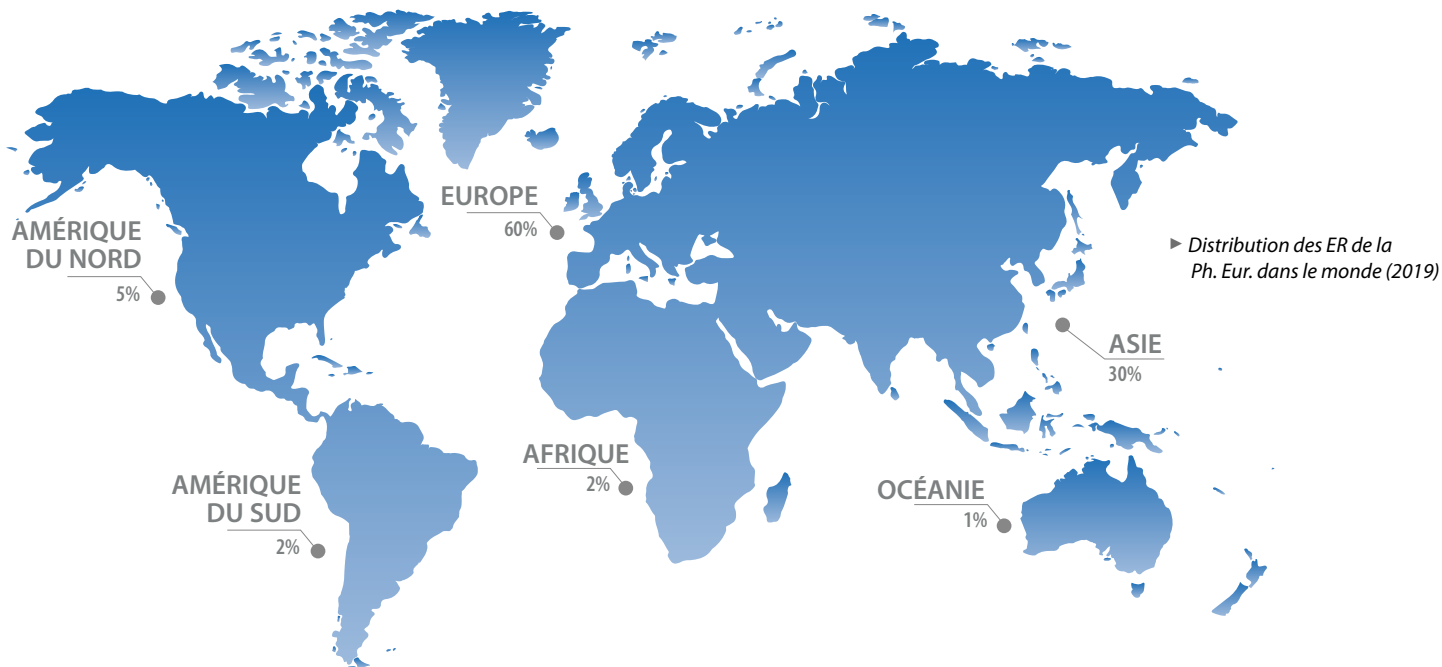 EUROPE
60%
AMÉRIQUE
DU NORD
5%
► Distribution des ER de la
Ph. Eur. dans le monde (2019)
ASIE
30%
AFRIQUE
2%
AMÉRIQUE
DU SUD
2%
OCÉANIE
1%